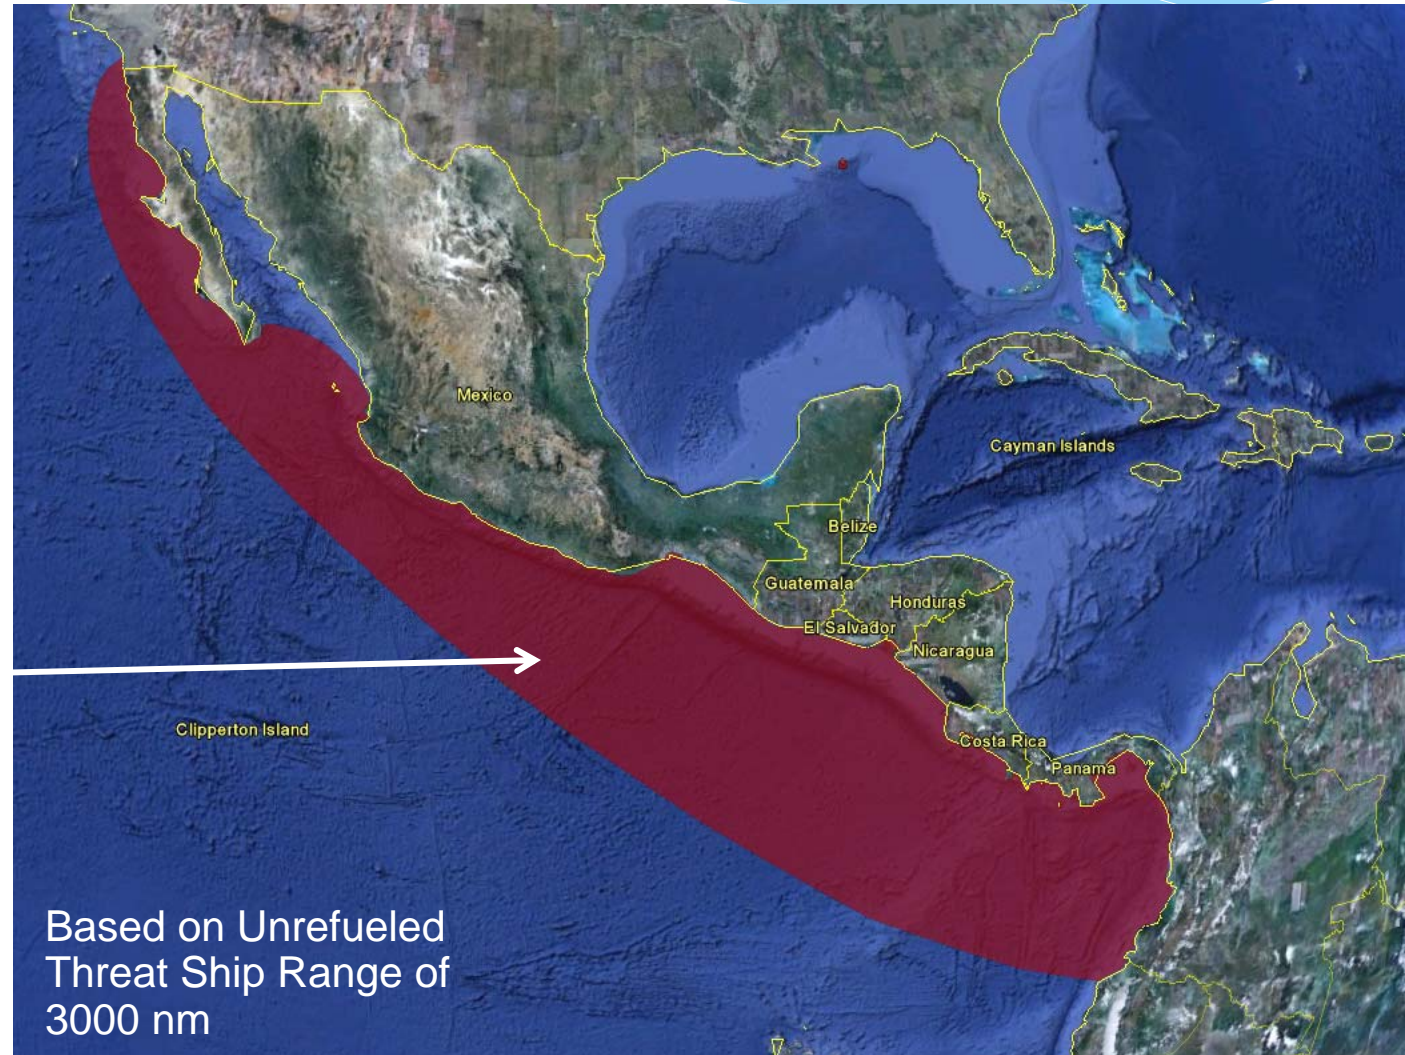 Mexico
Cayman Islands
Belize
Guatemala
Honduras
El Salvador
Nicaragua
Clipperton Island
Costa Rica
Panama
Based on Unrefueled
Threat Ship Range of
3000 nm